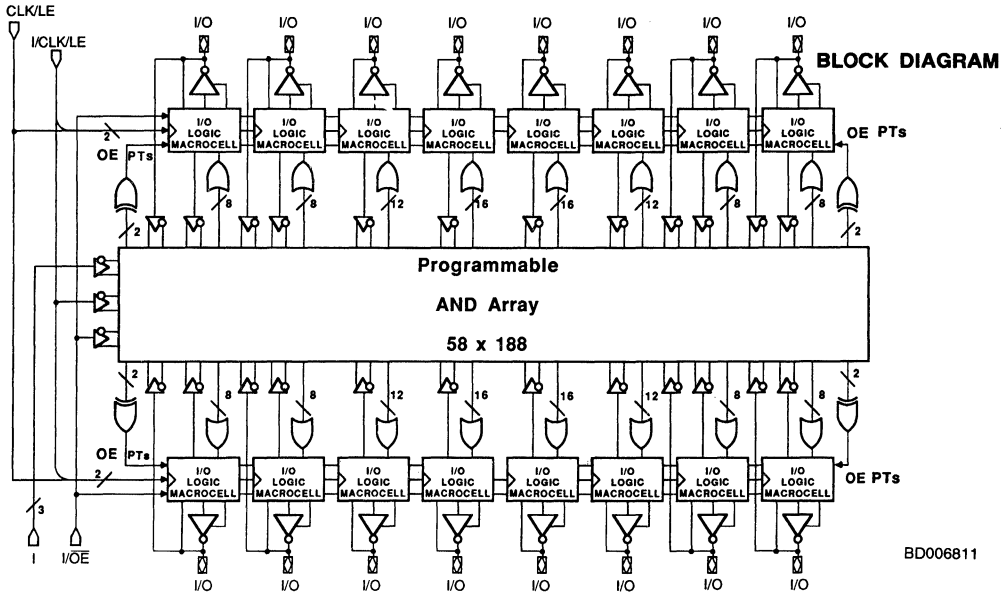 CLK/LE
I/CLK/LE
I/O I/O I/O I/O I/O I/O I/O I/O
BLOCK DIAGRAM
I/O LOGIC MACROCELL
I/O LOGIC MACROCELL
I/O LOGIC MACROCELL
I/O LOGIC MACROCELL
I/O LOGIC MACROCELL
I/O LOGIC MACROCELL
I/O LOGIC MACROCELL
I/O LOGIC MACROCELL
2
OE PTs
OE PTs
2 8 8 12 16 16 12 8 8 2
Programmable
AND Array
58 x 188
2 8 8 12 16 16 12 8 8 2
OE PTs
2
I/O LOGIC MACROCELL
I/O LOGIC MACROCELL
I/O LOGIC MACROCELL
I/O LOGIC MACROCELL
I/O LOGIC MACROCELL
I/O LOGIC MACROCELL
I/O LOGIC MACROCELL
I/O LOGIC MACROCELL
OE PTs
3
I
I/O̅E̅
I/O I/O I/O I/O I/O I/O I/O I/O
BD006811